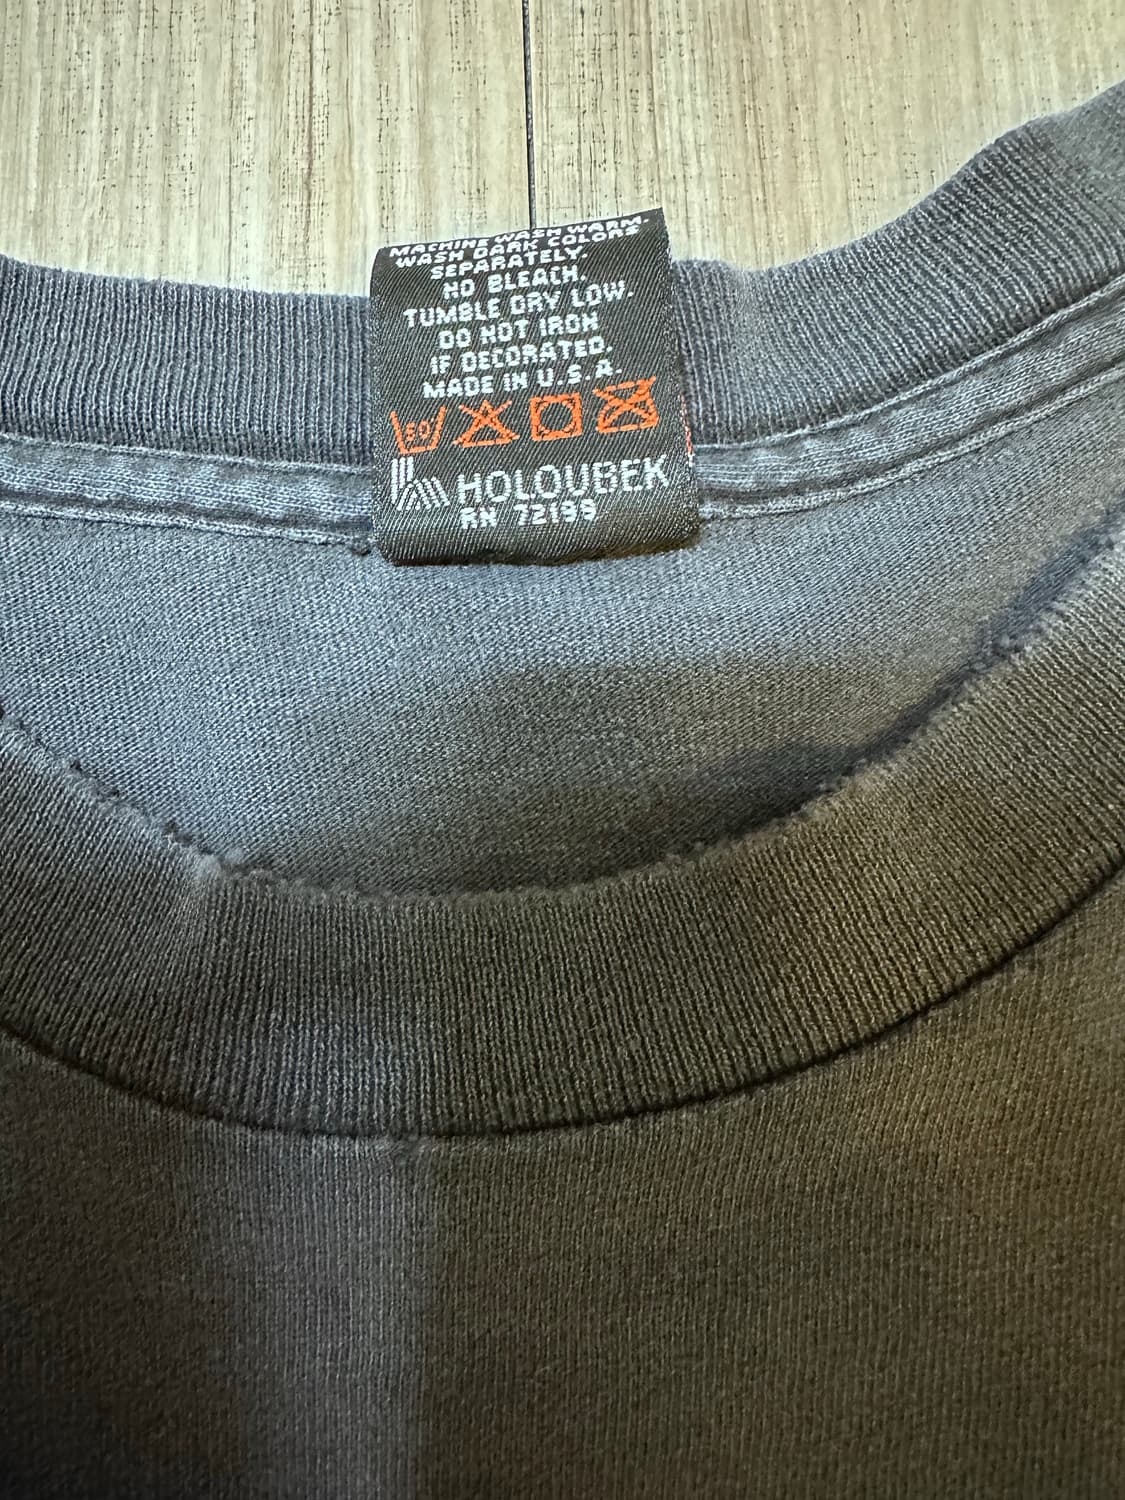 MACHINE WASH WARM.
WASH DARK COLORS
SEPARATELY.
NO BLEACH.
TUMBLE DRY LOW.
DO NOT IRON
IF DECORATED.
MADE IN U.S.A.
30
HOLOUBEK
RN 72199